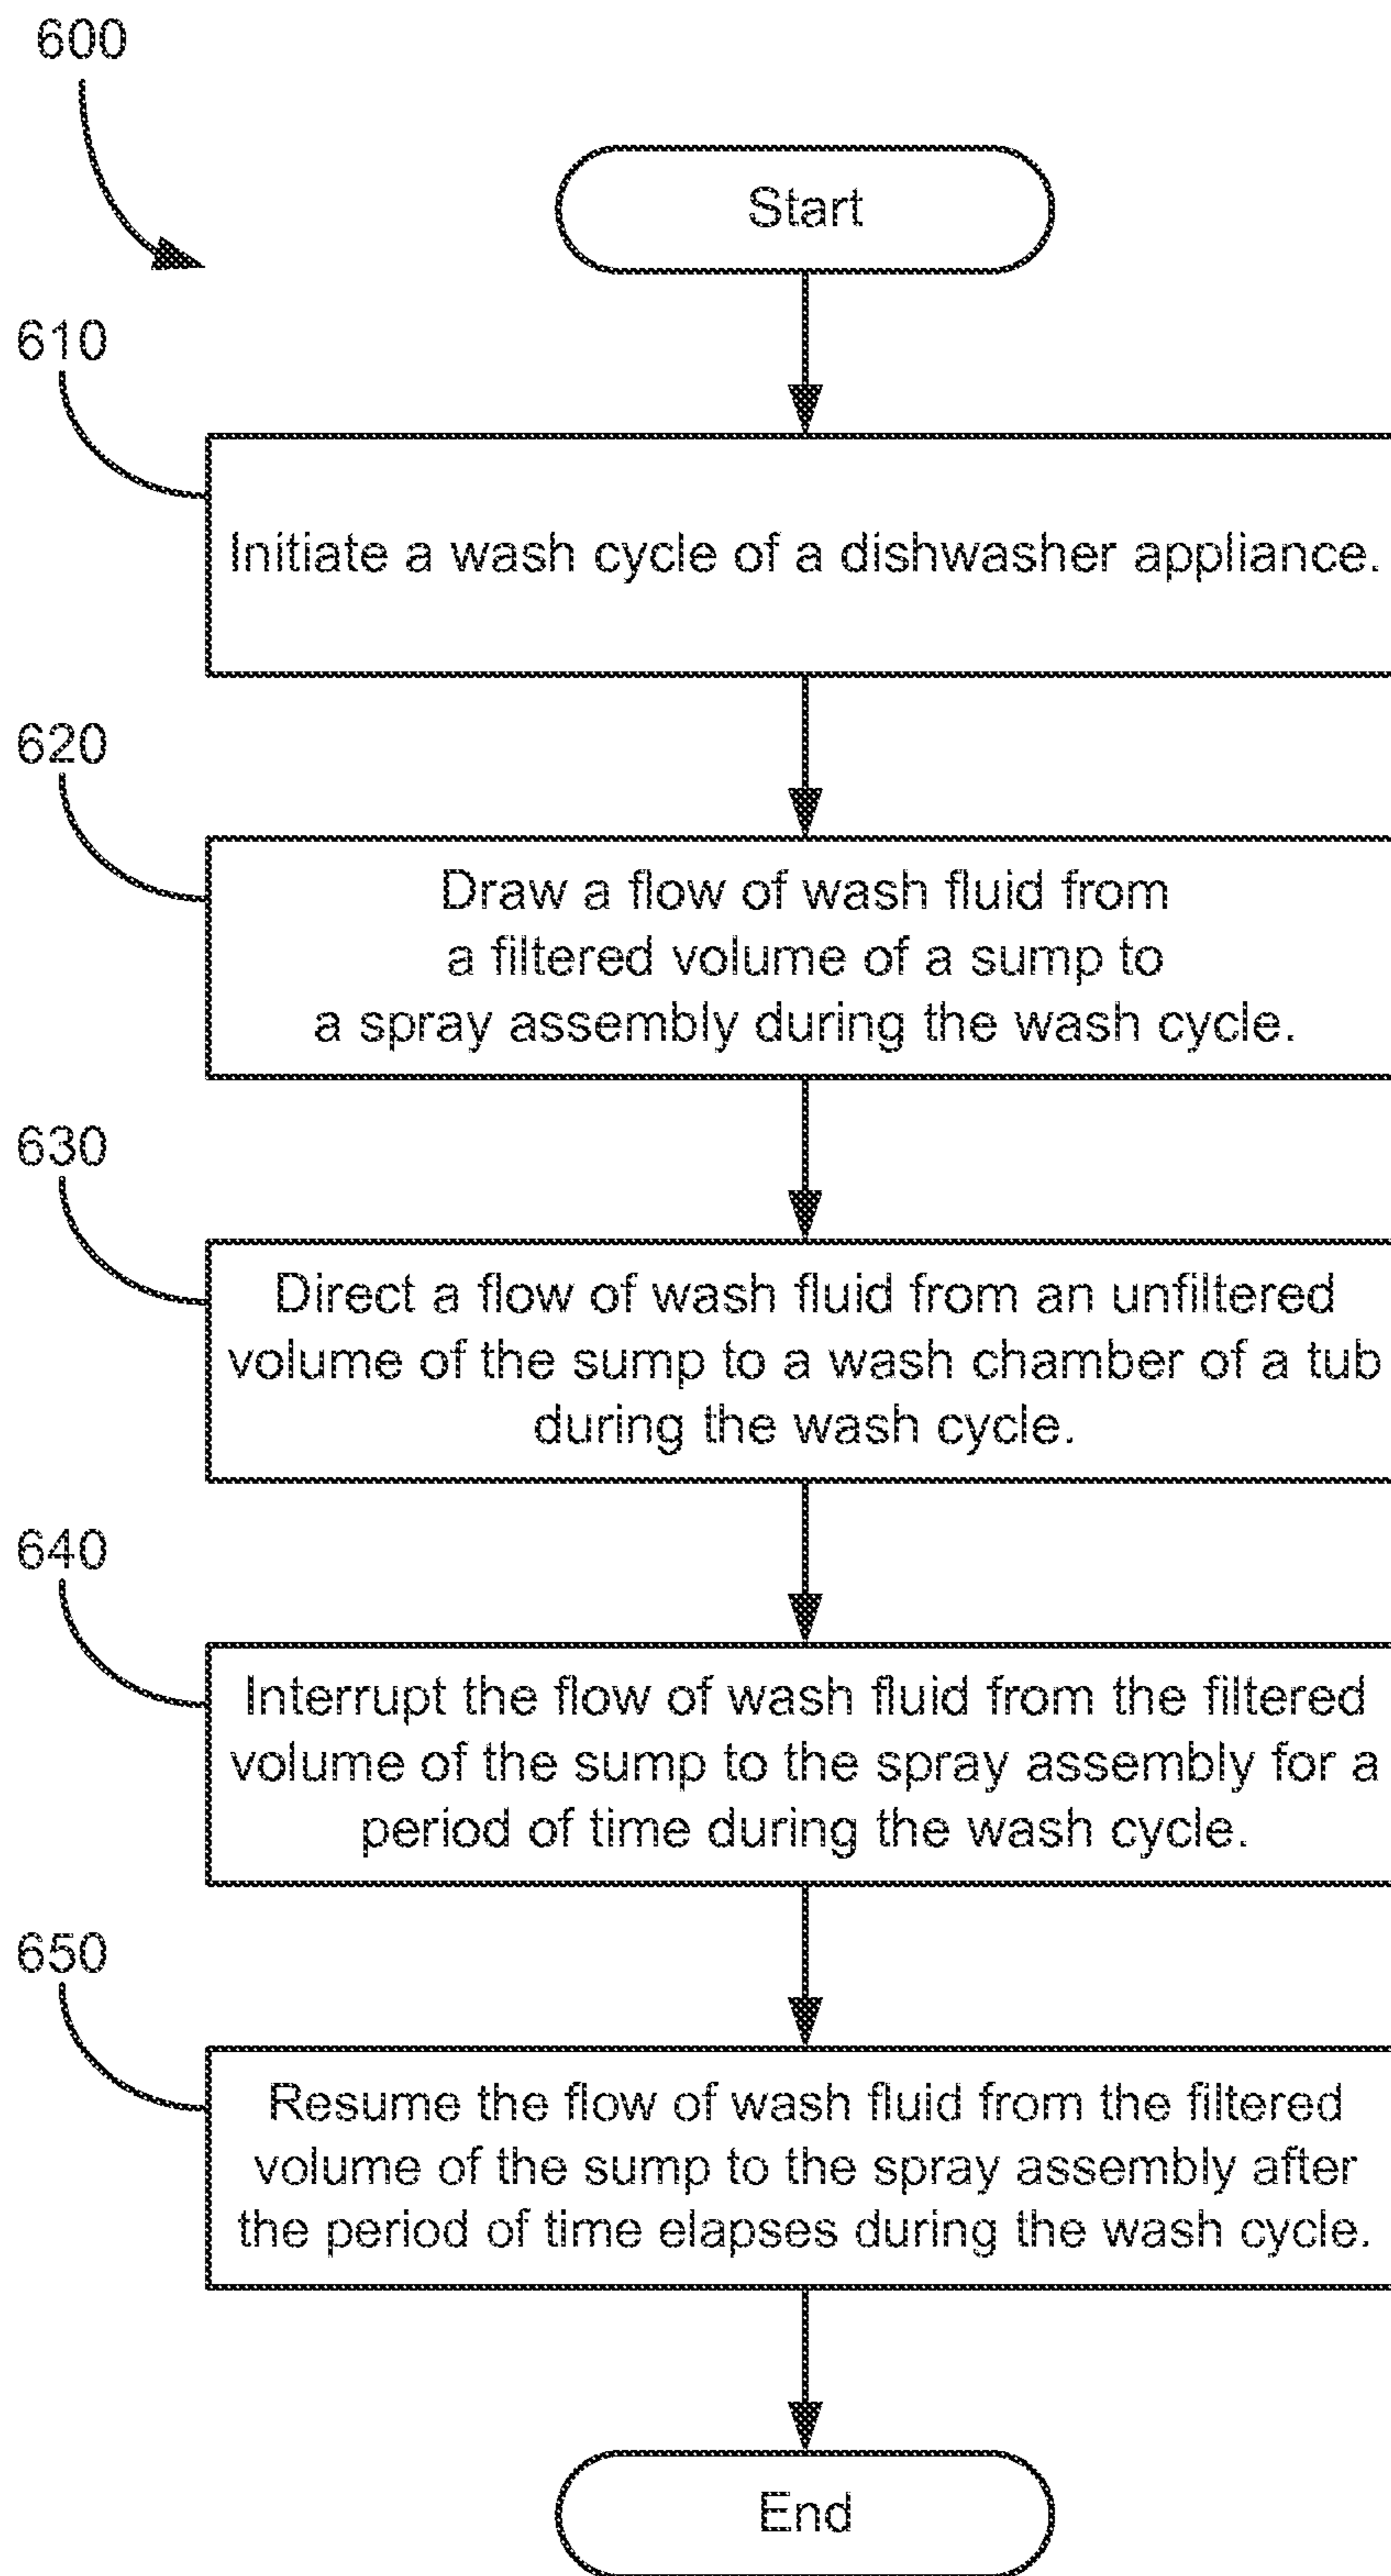 600
Start
610
Initiate a wash cycle of a dishwasher appliance.
620
Draw a flow of wash fluid from
a filtered volume of a sump to
a spray assembly during the wash cycle.
630
Direct a flow of wash fluid from an unfiltered
volume of the sump to a wash chamber of a tub
during the wash cycle.
640
Interrupt the flow of wash fluid from the filtered
volume of the sump to the spray assembly for a
period of time during the wash cycle.
650
Resume the flow of wash fluid from the filtered
volume of the sump to the spray assembly after
the period of time elapses during the wash cycle.
End